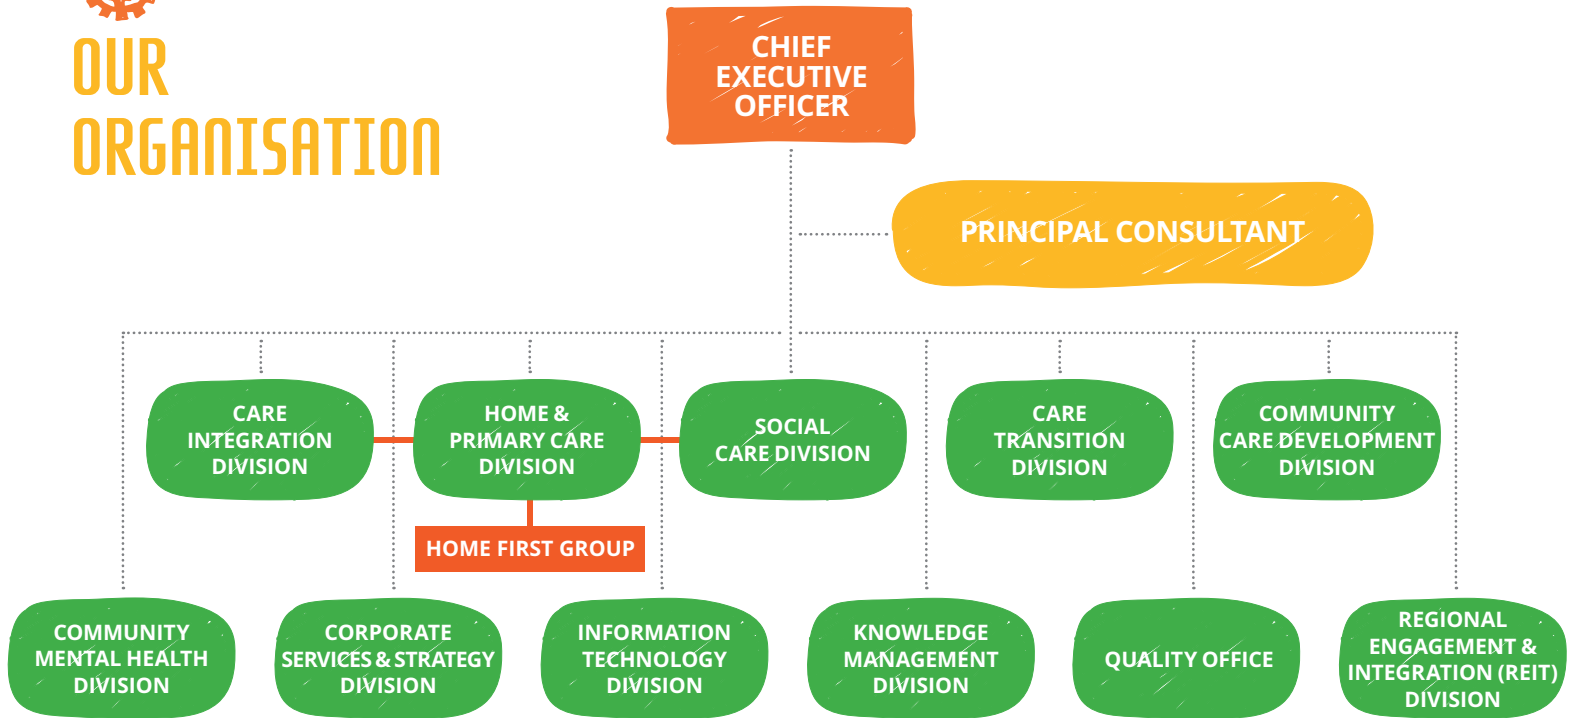 OUR
ORGANISATION
CHIEF
EXECUTIVE
OFFICER
PRINCIPAL CONSULTANT
CARE
INTEGRATION
DIVISION
HOME &
PRIMARY CARE
DIVISION
SOCIAL
CARE DIVISION
CARE
TRANSITION
DIVISION
COMMUNITY
CARE DEVELOPMENT
DIVISION
HOME FIRST GROUP
COMMUNITY
MENTAL HEALTH
DIVISION
CORPORATE
SERVICES & STRATEGY
DIVISION
INFORMATION
TECHNOLOGY
DIVISION
KNOWLEDGE
MANAGEMENT
DIVISION
QUALITY OFFICE
REGIONAL
ENGAGEMENT &
INTEGRATION (REIT)
DIVISION